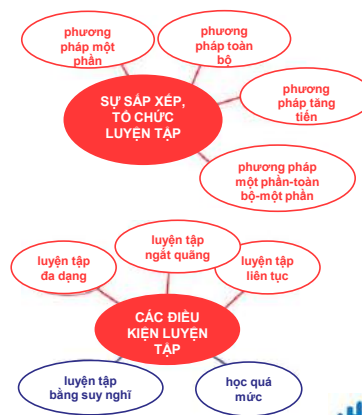 phương
pháp một
phần
phương
pháp toàn
bộ
phương
pháp tăng
tiến
SỰ SẮP XẾP,
TỔ CHỨC
LUYỆN TẬP
phương pháp
một phần-toàn
bộ-một phần
luyện tập
ngắt quãng
luyện tập
đa dạng
luyện tập
liên tục
CÁC ĐIỀU
KIỆN LUYỆN
TẬP
luyện tập
bằng suy nghĩ
học quá
mức